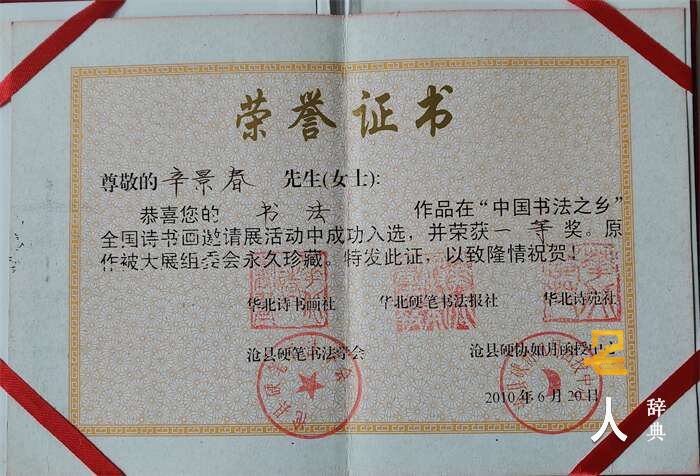 荣誉证书
尊敬的 辛景春 先生(女士):
恭喜您的 书法 作品在“中国书法之乡”
全国诗书画邀请展活动中成功入选,并荣获一等奖。原
作被大展组委会永久珍藏。特发此证,以致隆情祝贺!
华北诗书画社 华北硬笔书法报社 华北诗苑社
沧县硬笔书法学会 沧县硬协如月函授
2010年6月20日
名人
辞典